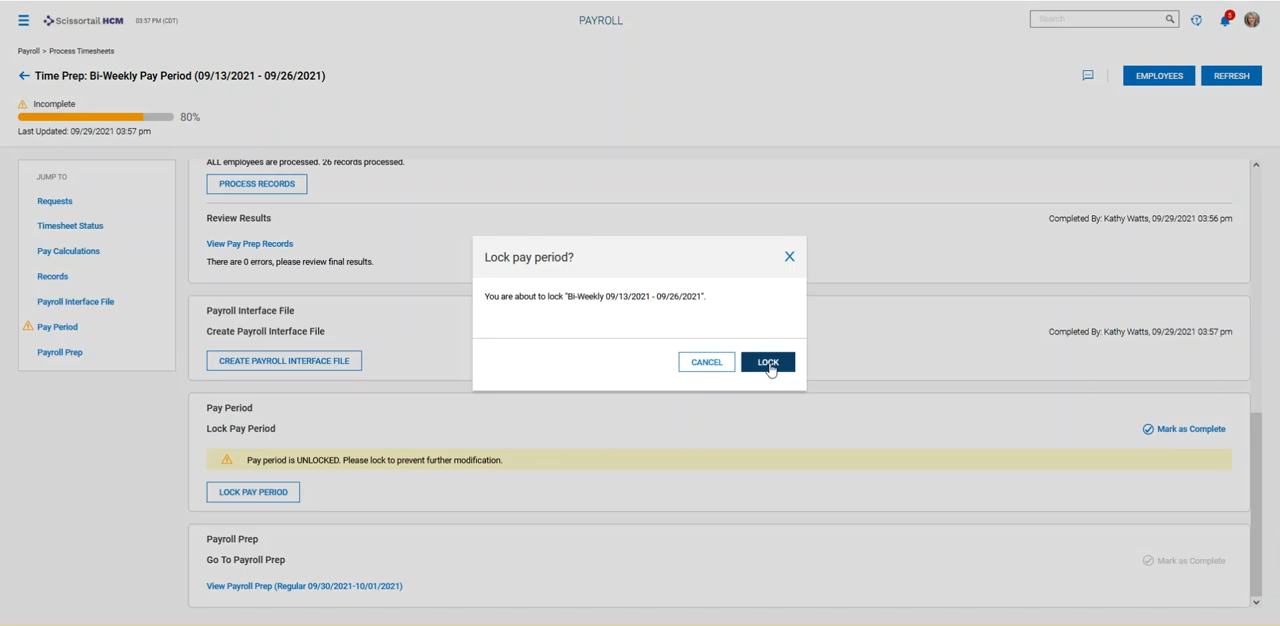 Scissortail HCM
03:57 PM (CDT)
PAYROLL
Search
5
Payroll > Process Timesheets
Time Prep: Bi-Weekly Pay Period (09/13/2021 - 09/26/2021)
EMPLOYEES
REFRESH
Incomplete
80%
Last Updated: 09/29/2021 03:57 pm
JUMP TO
Requests
Timesheet Status
Pay Calculations
Records
Payroll Interface File
Pay Period
Payroll Prep
ALL employees are processed. 26 records processed.
PROCESS RECORDS
Review Results
Completed By: Kathy Watts, 09/29/2021 03:56 pm
View Pay Prep Records
There are 0 errors, please review final results.
Payroll Interface File
Create Payroll Interface File
Completed By: Kathy Watts, 09/29/2021 03:57 pm
CREATE PAYROLL INTERFACE FILE
Lock pay period?
You are about to lock "Bi-Weekly 09/13/2021 - 09/26/2021".
CANCEL
LOCK
Pay Period
Lock Pay Period
Mark as Complete
Pay period is UNLOCKED. Please lock to prevent further modification.
LOCK PAY PERIOD
Payroll Prep
Go To Payroll Prep
Mark as Complete
View Payroll Prep (Regular 09/30/2021-10/01/2021)